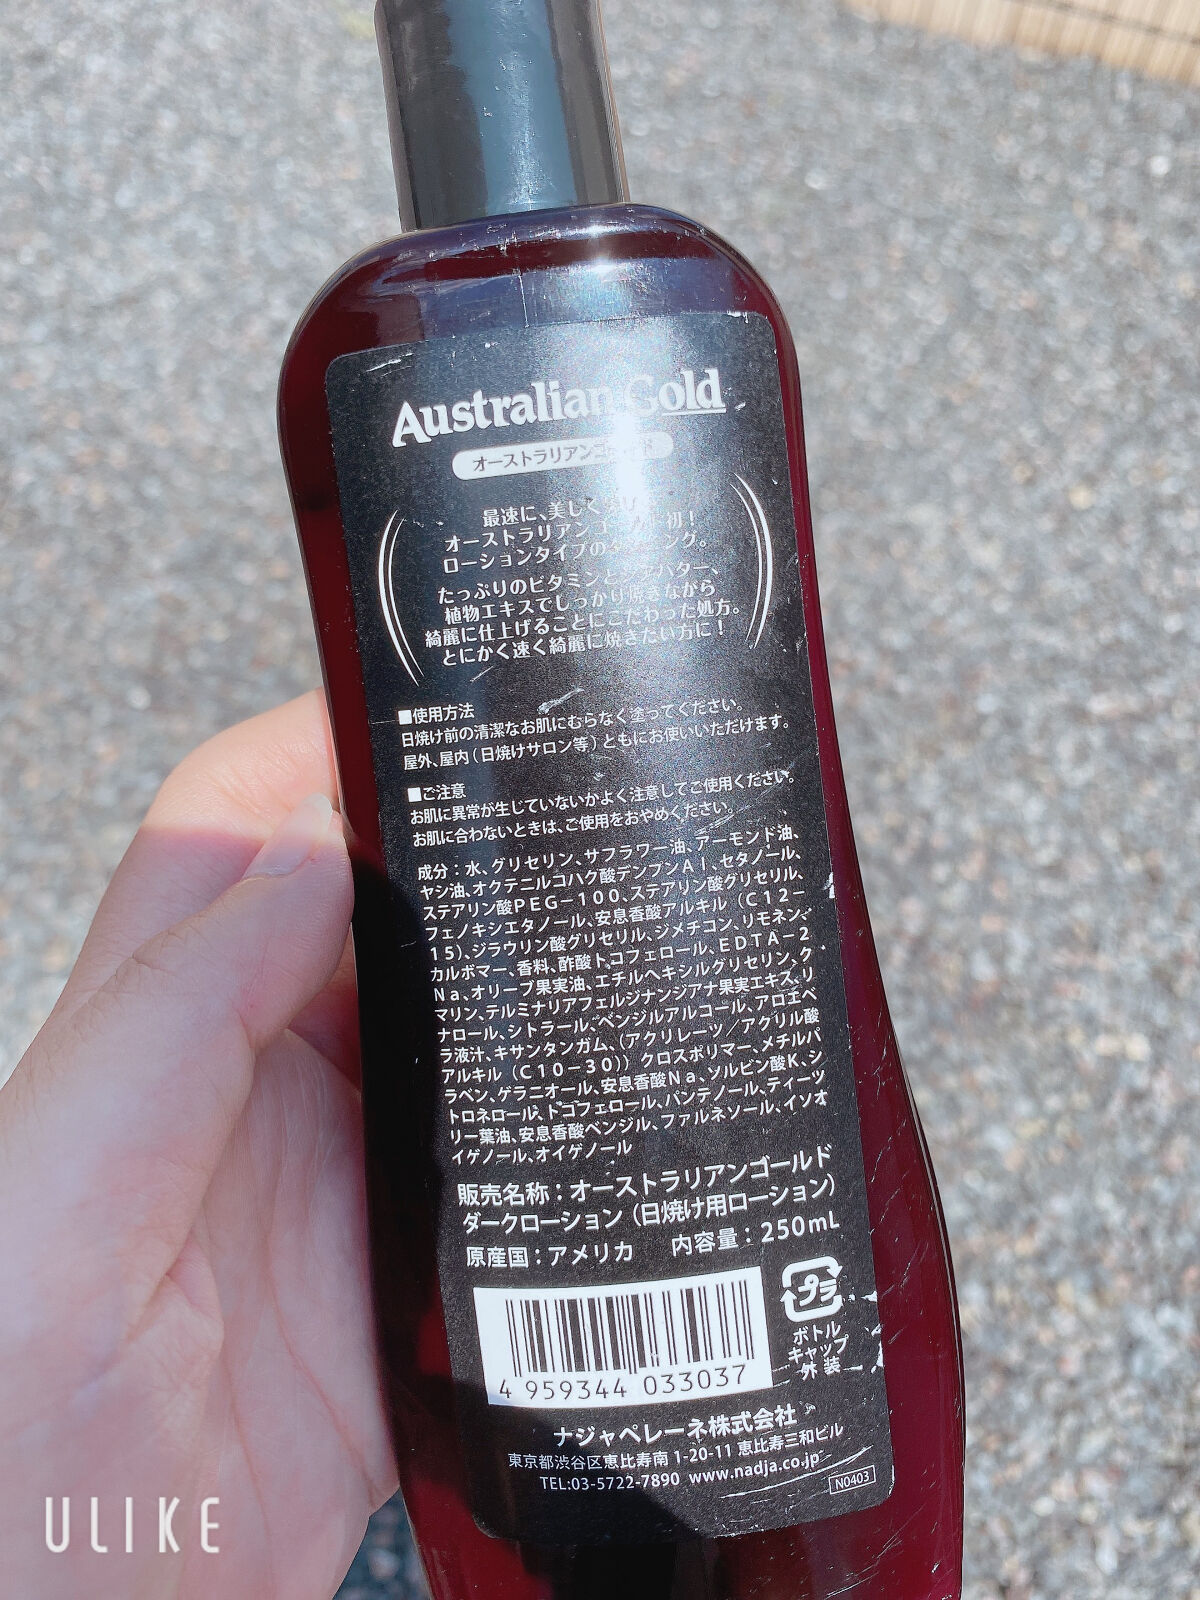 Australian Gold
オーストラリアンゴールド
最速に、美しく
オーストラリアンゴールド初!
ローションタイプのタンニング。
たっぷりのビタミンとシアバター、
植物エキスでしっかり焼きながら
綺麗に仕上げることにこだわった処方。
とにかく速く綺麗に焼きたい方に!
■使用方法
日焼け前の清潔なお肌にむらなく塗ってください。
屋外、屋内(日焼けサロン等)ともにお使いいただけます。
■ご注意
お肌に異常が生じていないかよく注意してご使用ください。
お肌に合わないときは、ご使用をおやめください。
成分:水、グリセリン、サフラワー油、アーモンド油、
ヤシ油、オクテニルコハク酸デンプンAl、セタノール、
ステアリン酸PEG-100、ステアリン酸グリセリル、
フェノキシエタノール、安息香酸アルキル(C12-
15)、ジラウリン酸グリセリル、ジメチコン、リモネン、
カルボマー、香料、酢酸トコフェロール、EDTA-2
Na、オリーブ果実油、エチルヘキシルグリセリン、ク
マリン、テルミナリアフェルジナンジアナ果実エキス、リ
ナロール、シトラール、ベンジルアルコール、アロエベ
ラ液汁、キサンタンガム、(アクリレーツ/アクリル酸
アルキル(C10-30))クロスポリマー、メチルパ
ラベン、ゲラニオール、安息香酸Na、ソルビン酸K、シ
トロネロール、トコフェロール、パンテノール、ティーツ
リー葉油、安息香酸ベンジル、ファルネソール、イソオ
イゲノール、オイゲノール
販売名称:オーストラリアンゴールド
ダークローション(日焼け用ローション)
原産国:アメリカ 内容量:250mL
プラ
ボトル
キャップ
外装
4 959344 033037
ナジャペレーネ株式会社
東京都渋谷区恵比寿南1-20-11 恵比寿三和ビル
TEL:03-5722-7890 www.nadja.co.jp
N0403
ULIKE